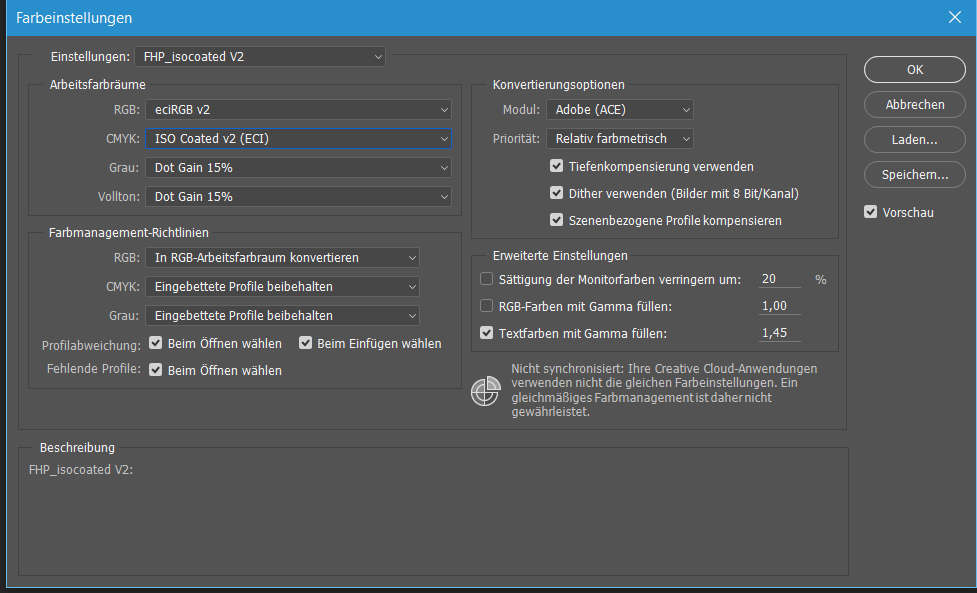 Farbeinstellungen
Einstellungen: FHP_isocoated V2
Arbeitsfarbräume
RGB: eciRGB v2
CMYK: ISO Coated v2 (ECI)
Grau: Dot Gain 15%
Vollton: Dot Gain 15%
Farbmanagement-Richtlinien
RGB: In RGB-Arbeitsfarbraum konvertieren
CMYK: Eingebettete Profile beibehalten
Grau: Eingebettete Profile beibehalten
Profilabweichung: Beim Öffnen wählen Beim Einfügen wählen
Fehlende Profile: Beim Öffnen wählen
Konvertierungsoptionen
Modul: Adobe (ACE)
Priorität: Relativ farbmetrisch
Tiefenkompensierung verwenden
Dither verwenden (Bilder mit 8 Bit/Kanal)
Szenenbezogene Profile kompensieren
Erweiterte Einstellungen
Sättigung der Monitorfarben verringern um: 20 %
RGB-Farben mit Gamma füllen: 1,00
Textfarben mit Gamma füllen: 1,45
Nicht synchronisiert: Ihre Creative Cloud-Anwendungen
verwenden nicht die gleichen Farbeinstellungen. Ein
gleichmäßiges Farbmanagement ist daher nicht
gewährleistet.
OK
Abbrechen
Laden...
Speichern...
Vorschau
Beschreibung
FHP_isocoated V2: